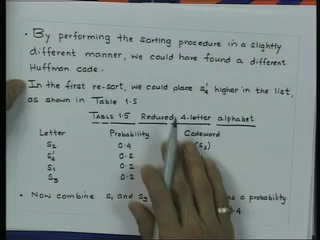 • By performing the sorting procedure in a slightly
different manner, we could have found a different
Huffman code.
• In the first re-sort, we could place s₄' higher in the list,
as shown in Table 1.5
TABLE 1.5 Reduced 4-letter alphabet
Letter Probability Codeword
s₂ 0.4 (s₂)
s₄' 0.2
s₁ 0.2
s₃ 0.2
• Now combine s₁ and s₃ as a probability
.4